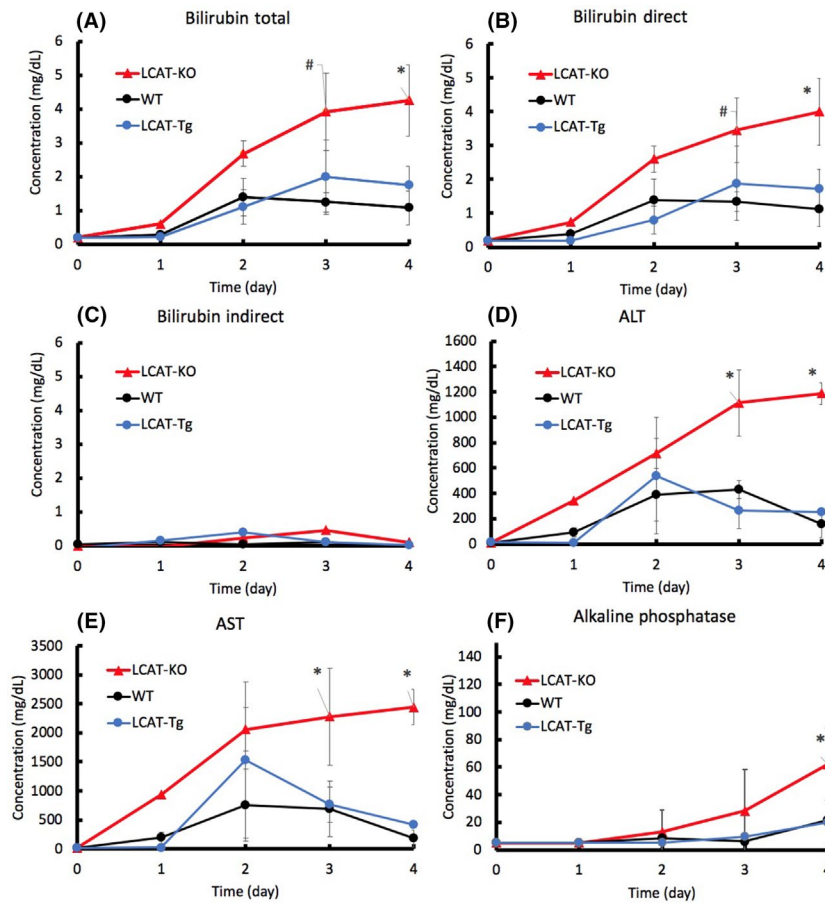 (A) Bilirubin total
Concentration (mg/dL)
6
5
4
3
2
1
0
LCAT-KO
WT
LCAT-Tg
#
*
0 1 2 3 4
Time (day)
(B) Bilirubin direct
Concentration (mg/dL)
6
5
4
3
2
1
0
LCAT-KO
WT
LCAT-Tg
#
*
0 1 2 3 4
Time (day)
(C) Bilirubin indirect
Concentration (mg/dL)
6
5
4
3
2
1
0
LCAT-KO
WT
LCAT-Tg
0 1 2 3 4
Time (day)
(D) ALT
Concentration (mg/dL)
1600
1400
1200
1000
800
600
400
200
0
LCAT-KO
WT
LCAT-Tg
* *
0 1 2 3 4
Time (day)
(E) AST
Concentration (mg/dL)
3500
3000
2500
2000
1500
1000
500
0
LCAT-KO
WT
LCAT-Tg
* *
0 1 2 3 4
Time (day)
(F) Alkaline phosphatase
Concentration (mg/dL)
140
120
100
80
60
40
20
0
LCAT-KO
WT
LCAT-Tg
*
0 1 2 3 4
Time (day)